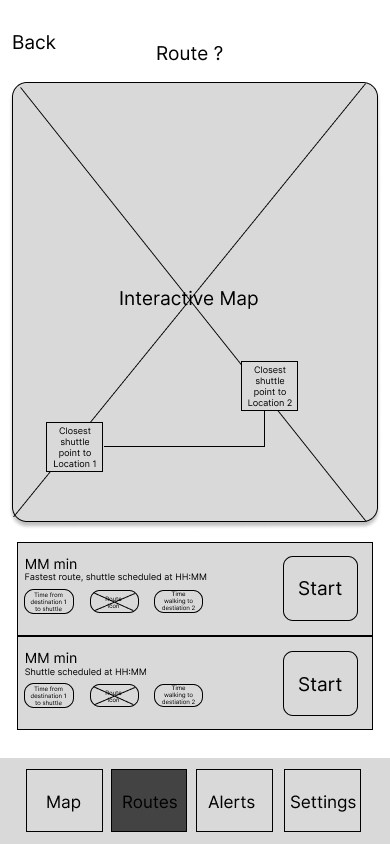 Back
Route ?
Interactive Map
Closest
shuttle
point to
Location 2
Closest
shuttle
point to
Location 1
MM min
Fastest route, shuttle scheduled at HH:MM
Start
Time from
destination 1
to shuttle
Route
icon
Time
walking to
destiation 2
MM min
Shuttle scheduled at HH:MM
Start
Time from
destination 1
to shuttle
Route
icon
Time
walking to
destiation 2
Map
Routes
Alerts
Settings